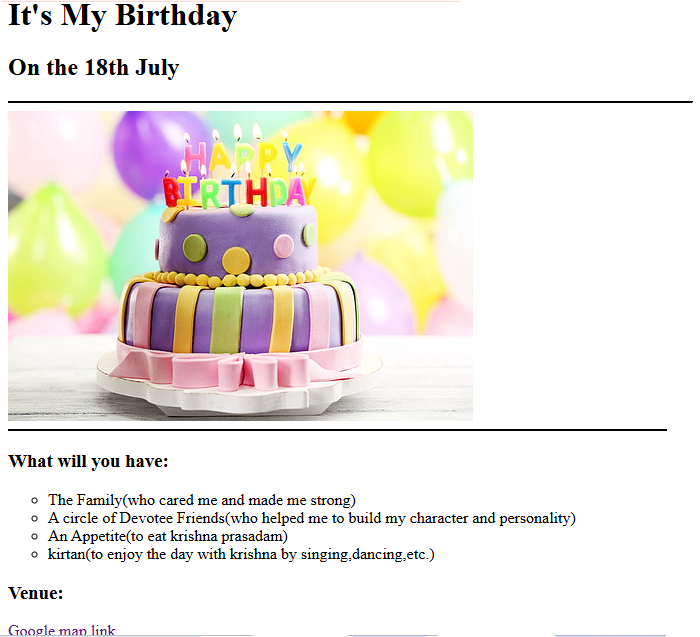 It's My Birthday
On the 18th July
HAPPY
BIRTHDAY
What will you have:
The Family(who cared me and made me strong)
A circle of Devotee Friends(who helped me to build my character and personality)
An Appetite(to eat krishna prasadam)
kirtan(to enjoy the day with krishna by singing,dancing,etc.)
Venue:
Google map link